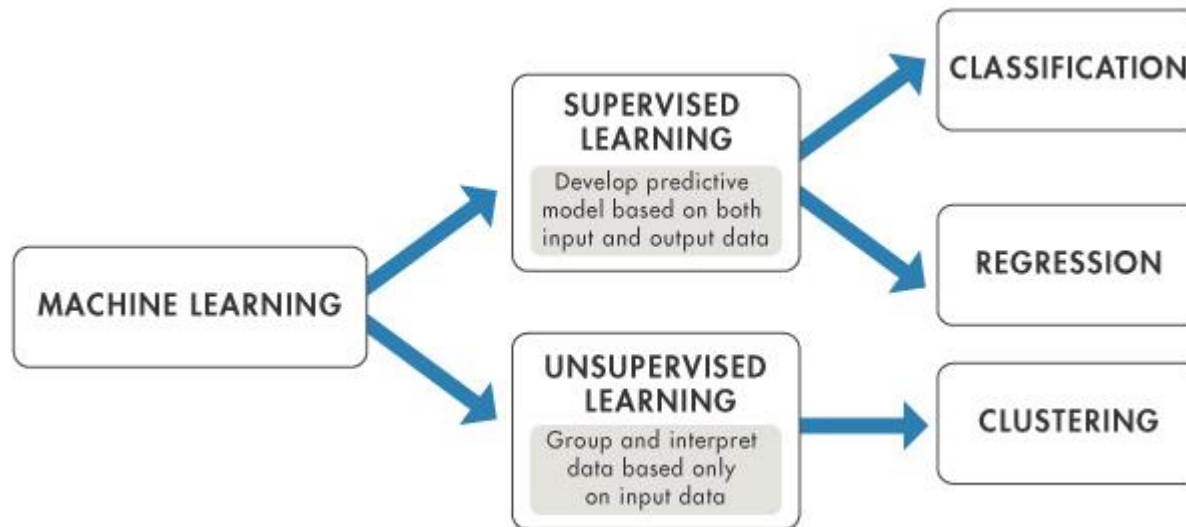 MACHINE LEARNING
SUPERVISED
LEARNING
Develop predictive
model based on both
input and output data
UNSUPERVISED
LEARNING
Group and interpret
data based only
on input data
CLASSIFICATION
REGRESSION
CLUSTERING